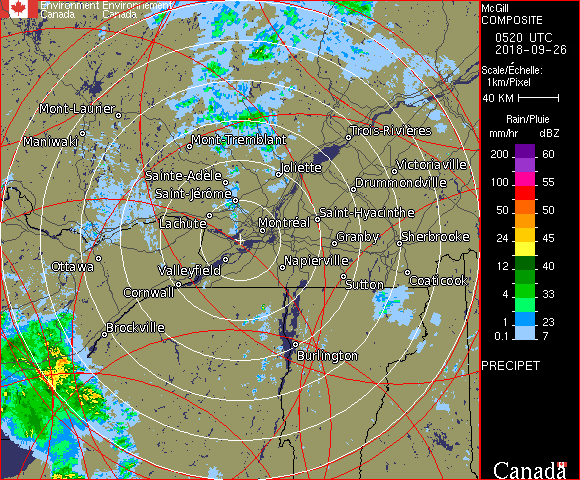 Environment Environnement
Canada Canada
McGill
COMPOSITE
0520 UTC
2018-09-26
Scale/Échelle:
1km/Pixel
40 KM
Rain/Pluie
mm/hr dBZ
200 60
100 55
50 50
24 45
12 40
4 33
1 23
0.1 7
PRECIPET
Canada
Mont-Laurier
Maniwaki
Mont-Tremblant
Trois-Rivières
Joliette
Victoriaville
Sainte-Adèle
Drummondville
Saint-Jérôme
Lachute
Montréal
Saint-Hyacinthe
Granby
Sherbrooke
Ottawa
Valleyfield
Napierville
Sutton
Coaticook
Cornwall
Brockville
Burlington